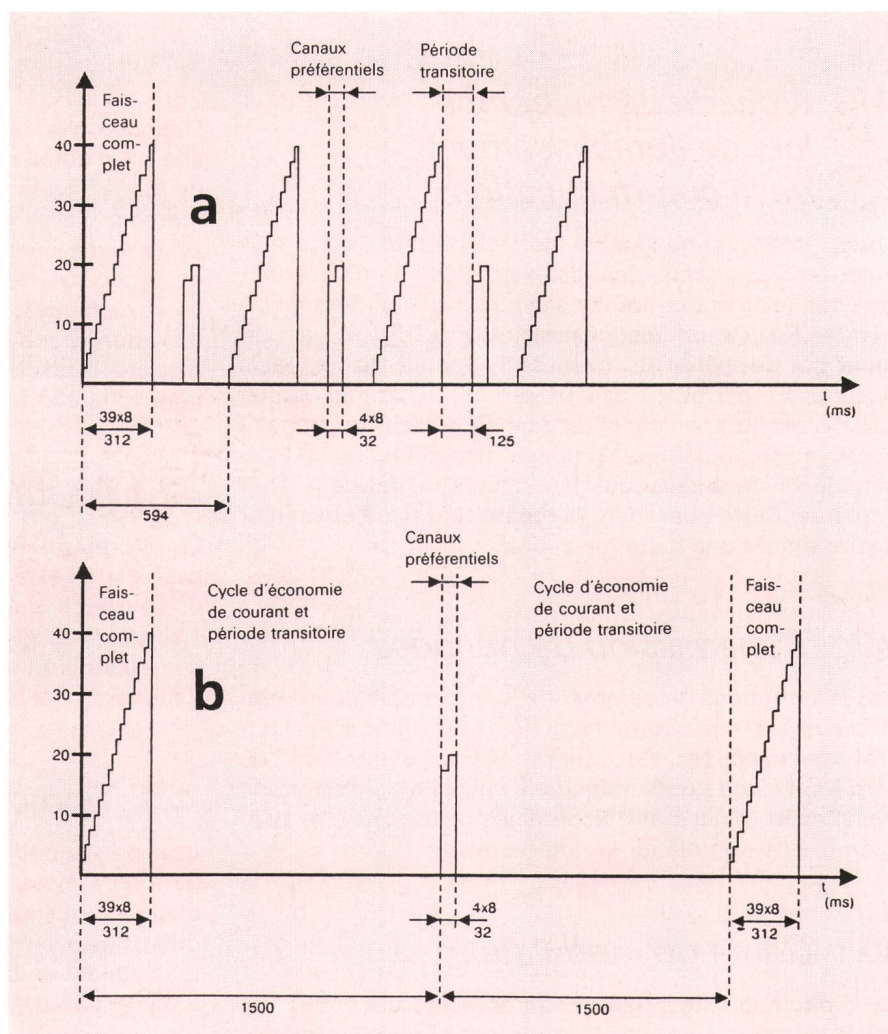 Canaux
préférentiels
Période
transitoire
Fais-
ceau
com-
plet
40
30
20
10
a
t
(ms)
39x8
312
4x8
32
125
594
Canaux
préférentiels
Fais-
ceau
com-
plet
Cycle d'économie
de courant et
période transitoire
Cycle d'économie
de courant et
période transitoire
Fais-
ceau
com-
plet
40
30
20
10
b
t
(ms)
39x8
312
4x8
32
39x8
312
1500
1500